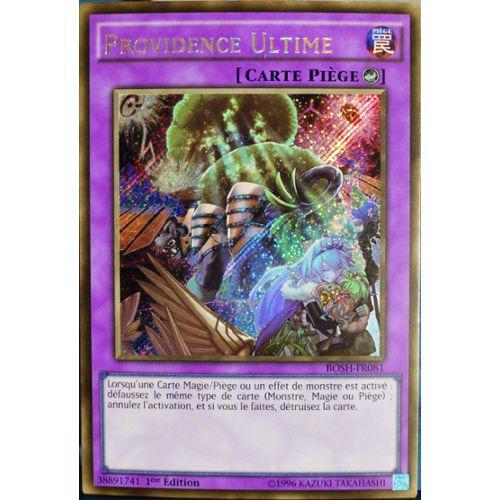 Providence Ultime
PIÈGE
罠
[Carte Piège]
BOSH-FR081
Lorsqu'une Carte Magie/Piège ou un effet de monstre est activé :
défaussez le même type de carte (Monstre, Magie ou Piège) ;
annulez l'activation, et si vous le faites, détruisez la carte.
38891741 1ère Edition ©1996 KAZUKI TAKAHASHI